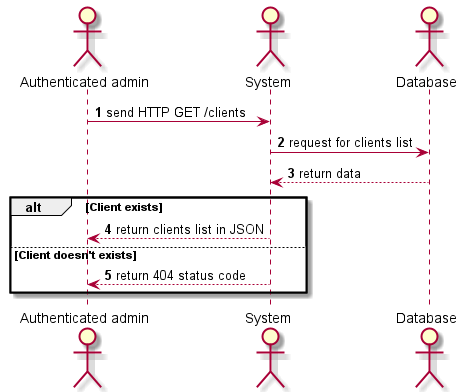 Authenticated admin System Database
1 send HTTP GET /clients
2 request for clients list
3 return data
alt [Client exists]
4 return clients list in JSON
[Client doesn't exists]
5 return 404 status code
Authenticated admin System Database